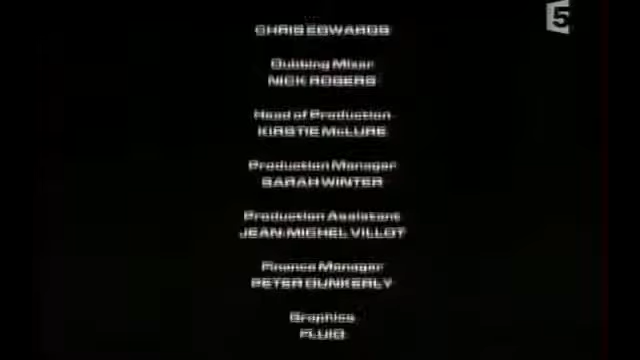 5
CHRIS EDWARDS
Dubbing Mixer
NICK ROGERS
Head of Production
KIRSTIE McLURE
Production Manager
SARAH WINTER
Production Assistant
JEAN-MICHEL VILLOT
Finance Manager
PETER DUNKERLY
Graphics
FLUID